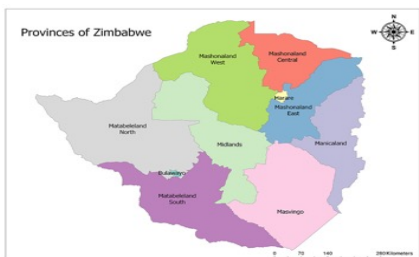 Provinces of Zimbabwe
N
W E
S
Mashonaland
Central
Mashonaland
West
Harare
Mashonaland
East
Matabeleland
North
Midlands
Manicaland
Bulawayo
Matabeleland
South
Masvingo
0 70 140 280 Kilometers